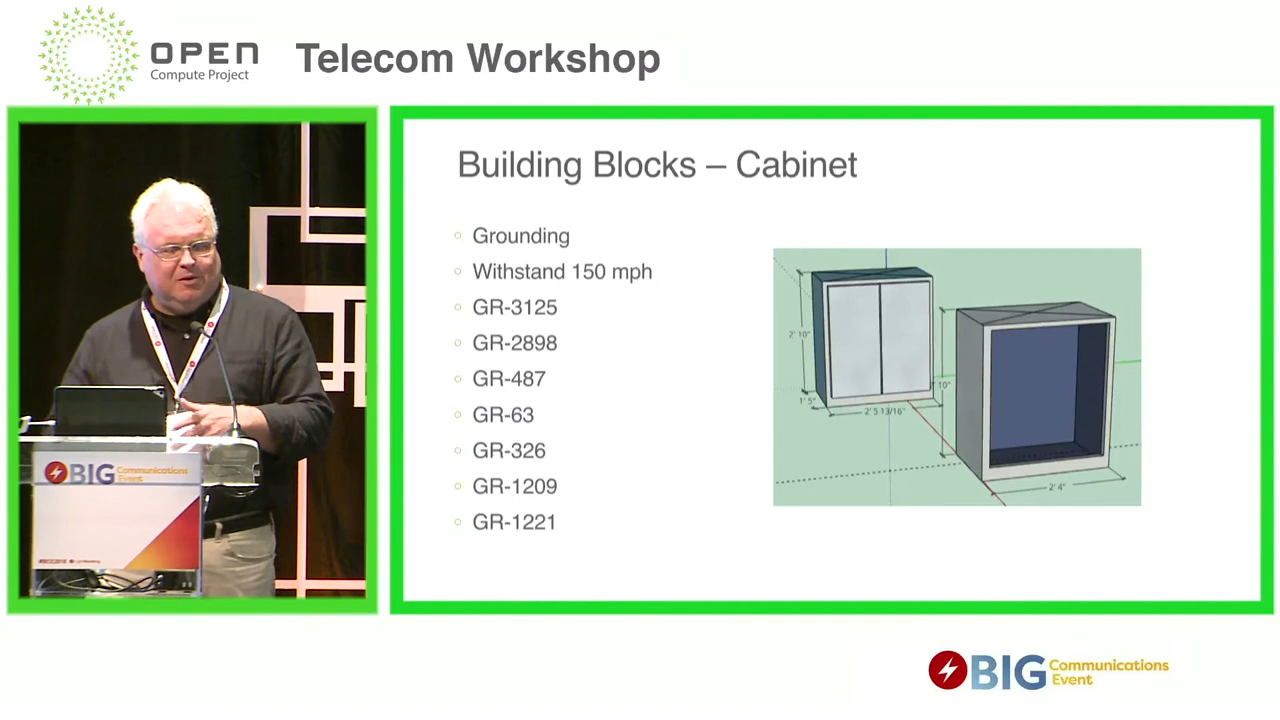 OPEN
Compute Project
Telecom Workshop
Building Blocks – Cabinet
Grounding
Withstand 150 mph
GR-3125
GR-2898
GR-487
GR-63
GR-326
GR-1209
GR-1221
2' 10"
1' 5"
2' 5 13/16"
10"
2' 4"
BIG Communications
Event
BIG Communications
Event